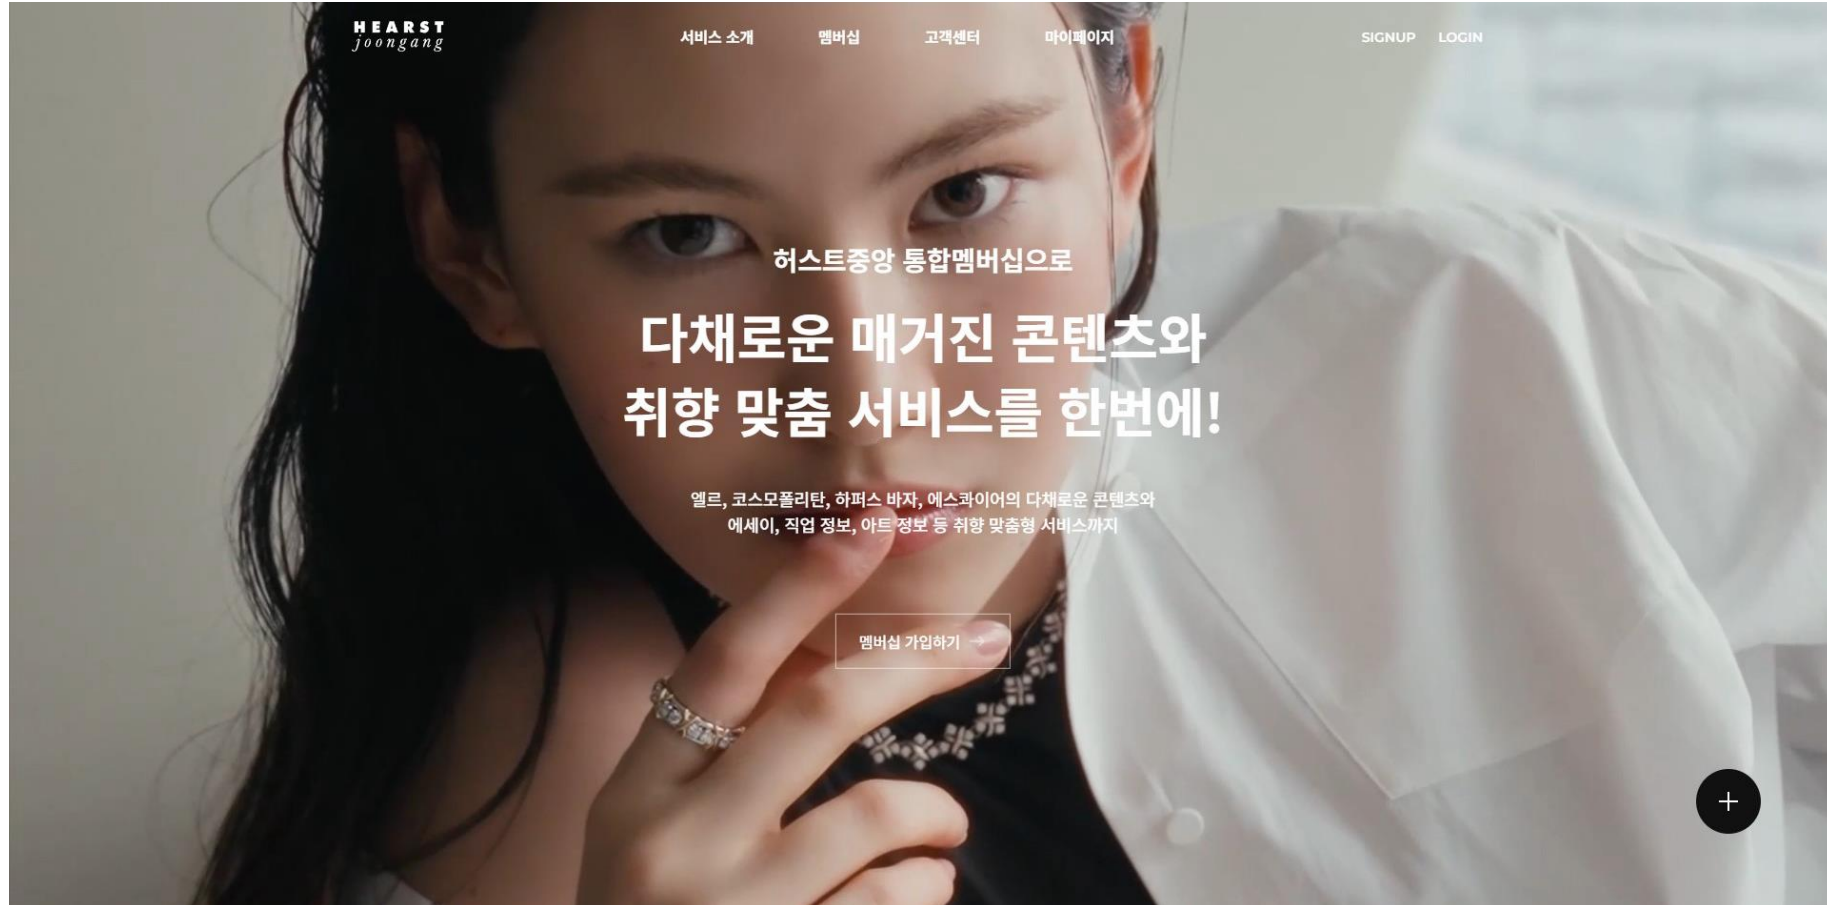 HEARST
joongang
서비스 소개 멤버십 고객센터 마이페이지 SIGNUP LOGIN
허스트중앙 통합멤버십으로
다채로운 매거진 콘텐츠와
취향 맞춤 서비스를 한번에!
엘르, 코스모폴리탄, 하퍼스 바자, 에스콰이어의 다채로운 콘텐츠와
에세이, 직업 정보, 아트 정보 등 취향 맞춤형 서비스까지
멤버십 가입하기 →
+